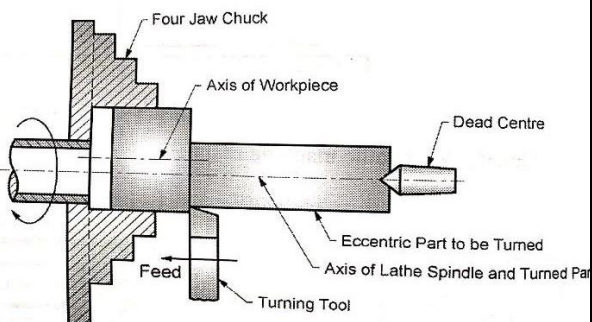 Four Jaw Chuck
Axis of Workpiece
Dead Centre
Eccentric Part to be Turned
Feed
Axis of Lathe Spindle and Turned Par
Turning Tool